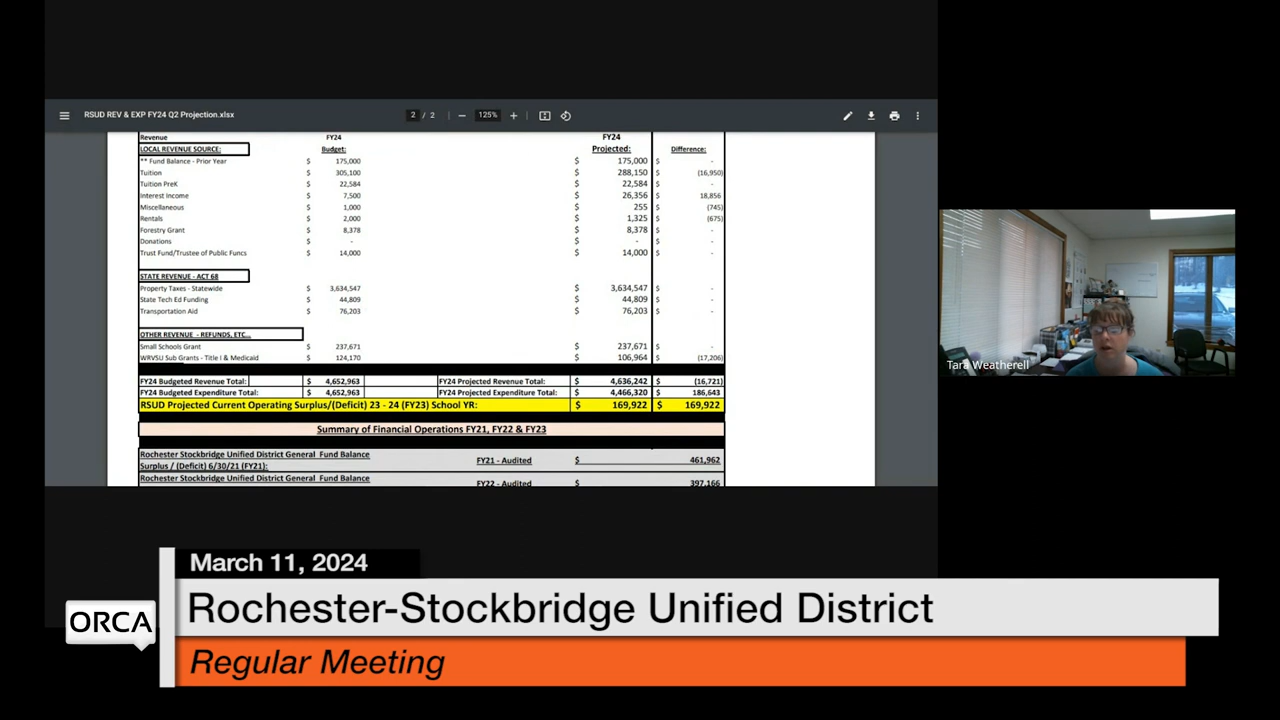 RSUD REV & EXP FY24 Q2 Projection.xlsx 2 / 2 125%
Revenue FY24 FY24
LOCAL REVENUE SOURCE: Budget: Projected: Difference:
** Fund Balance - Prior Year $ 175,000 $ 175,000 $ -
Tuition $ 305,100 $ 288,150 $ (16,950)
Tuition PreK $ 22,584 $ 22,584 $ -
Interest Income $ 7,500 $ 26,356 $ 18,856
Miscellaneous $ 1,000 $ 255 $ (745)
Rentals $ 2,000 $ 1,325 $ (675)
Forestry Grant $ 8,378 $ 8,378 $ -
Donations $ - $ - $ -
Trust Fund/Trustee of Public Funcs $ 14,000 $ 14,000 $ -
STATE REVENUE - ACT 68
Property Taxes - Statewide $ 3,634,547 $ 3,634,547 $ -
State Tech Ed Funding $ 44,809 $ 44,809 $ -
Transportation Aid $ 76,203 $ 76,203 $ -
OTHER REVENUE - REFUNDS, ETC...
Small Schools Grant $ 237,671 $ 237,671 $ -
WRVSU Sub Grants - Title I & Medicaid $ 124,170 $ 106,964 $ (17,206)
FY24 Budgeted Revenue Total: $ 4,652,963 FY24 Projected Revenue Total: $ 4,636,242 (16,721)
FY24 Budgeted Expenditure Total: $ 4,652,963 FY24 Projected Expenditure Total: $ 4,466,320 186,643
RSUD Projected Current Operating Surplus/(Deficit) 23 - 24 (FY23) School YR: $ 169,922 $ 169,922
Summary of Financial Operations FY21, FY22 & FY23
Rochester Stockbridge Unified District General Fund Balance
Surplus / (Deficit) 6/30/21 (FY21): FY21 - Audited $ 461,962
Rochester Stockbridge Unified District General Fund Balance
FY22 - Audited $ 397,166
Tara Weatherell
March 11, 2024
Rochester-Stockbridge Unified District
ORCA
Regular Meeting